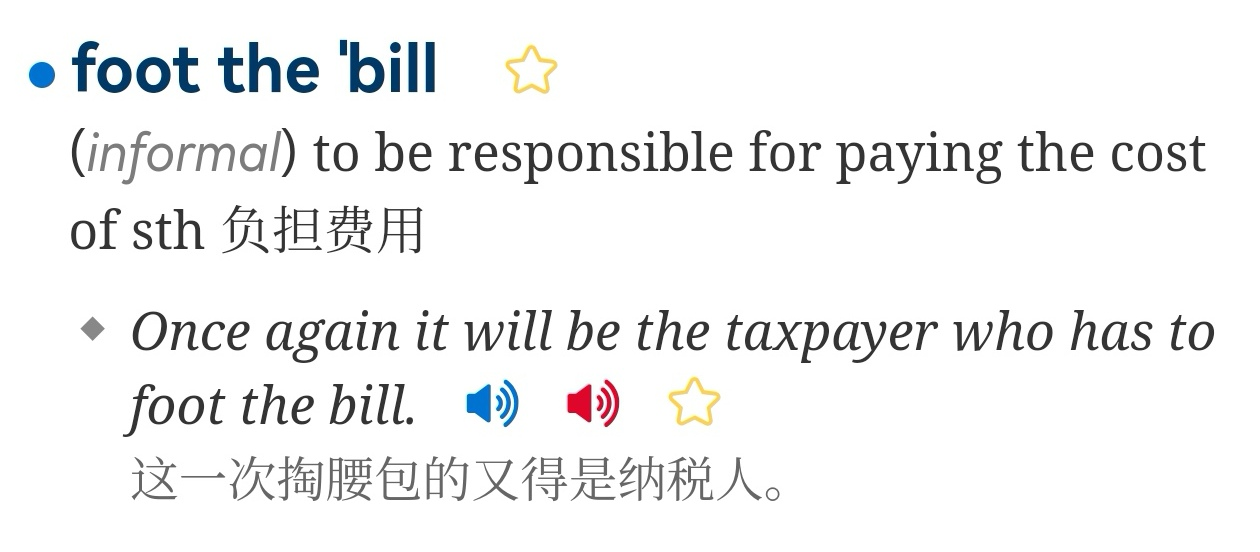 foot the ˈbill
(informal) to be responsible for paying the cost
of sth 负担费用
Once again it will be the taxpayer who has to
foot the bill.
这一次掏腰包的又得是纳税人。